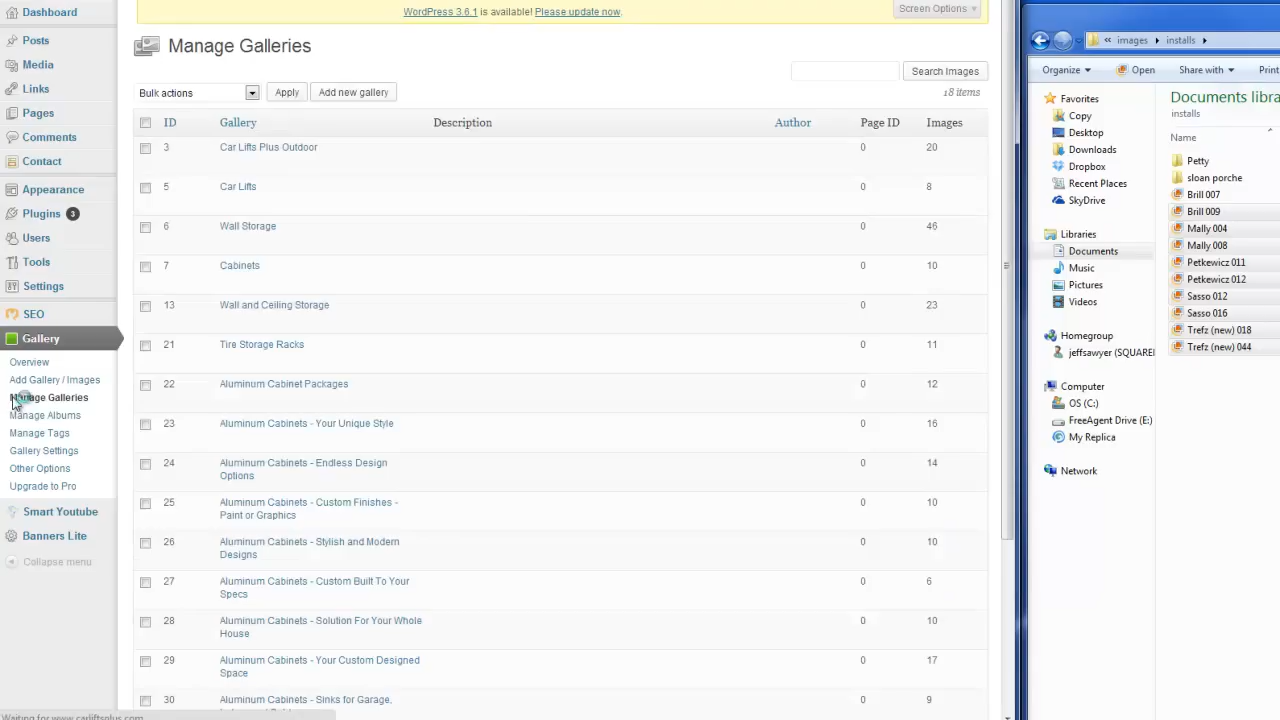 Dashboard
Posts
Media
Links
Pages
Comments
Contact
Appearance
Plugins 3
Users
Tools
Settings
SEO
Gallery
Overview
Add Gallery / Images
Manage Galleries
Manage Albums
Manage Tags
Gallery Settings
Other Options
Upgrade to Pro
Smart Youtube
Banners Lite
Collapse menu
WordPress 3.6.1 is available! Please update now.
Screen Options
Manage Galleries
Search Images
Bulk actions
Apply
Add new gallery
18 items
ID Gallery Description Author Page ID Images
3 Car Lifts Plus Outdoor 0 20
5 Car Lifts 0 8
6 Wall Storage 0 46
7 Cabinets 0 10
13 Wall and Ceiling Storage 0 23
21 Tire Storage Racks 0 11
22 Aluminum Cabinet Packages 0 12
23 Aluminum Cabinets - Your Unique Style 0 16
24 Aluminum Cabinets - Endless Design 0 14
Options
25 Aluminum Cabinets - Custom Finishes - 0 10
Paint or Graphics
26 Aluminum Cabinets - Stylish and Modern 0 10
Designs
27 Aluminum Cabinets - Custom Built To Your 0 6
Specs
28 Aluminum Cabinets - Solution For Your Whole 0 10
House
29 Aluminum Cabinets - Your Custom Designed 0 17
Space
30 Aluminum Cabinets - Sinks for Garage, 0 9
Waiting for www.carliftsplus.com
« images installs
Organize Open Share with Print
Favorites
Copy
Desktop
Downloads
Dropbox
Recent Places
SkyDrive
Libraries
Documents
Music
Pictures
Videos
Homegroup
jeffsawyer (SQUARE
Computer
OS (C:)
FreeAgent Drive (E:)
My Replica
Network
Documents libra
installs
Name
Petty
sloan porche
Brill 007
Brill 009
Mally 004
Mally 008
Petkewicz 011
Petkewicz 012
Sasso 012
Sasso 016
Trefz (new) 018
Trefz (new) 044